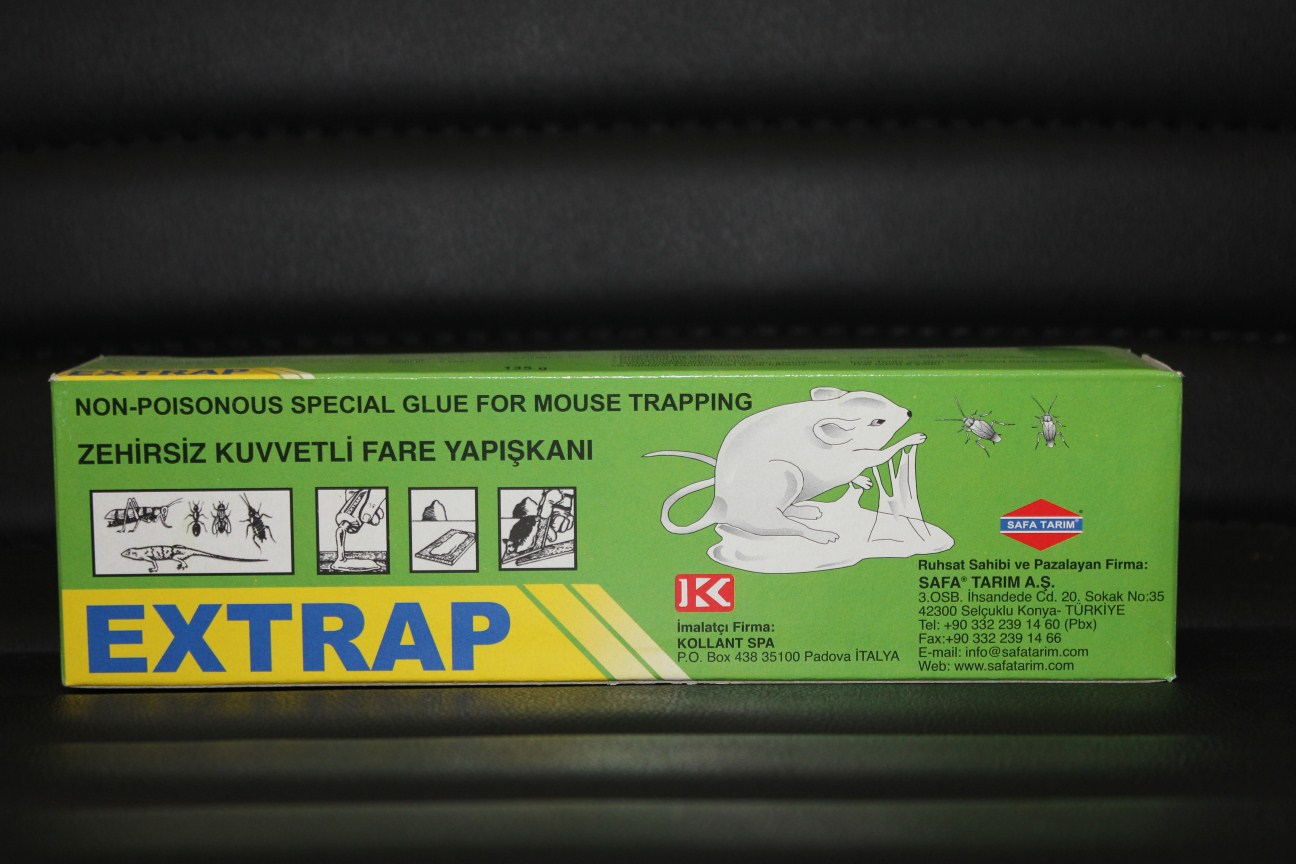 EXTRAP
135 g
NON-POISONOUS SPECIAL GLUE FOR MOUSE TRAPPING
ZEHİRSİZ KUVVETLİ FARE YAPIŞKANI
EXTRAP
İmalatçı Firma:
KOLLANT SPA
P.O. Box 438 35100 Padova İTALYA
SAFA TARIM®
Ruhsat Sahibi ve Pazalayan Firma:
SAFA® TARIM A.Ş.
3.OSB. İhsandede Cd. 20. Sokak No:35
42300 Selçuklu Konya- TÜRKİYE
Tel: +90 332 239 14 60 (Pbx)
Fax:+90 332 239 14 66
E-mail: info@safatarim.com
Web: www.safatarim.com